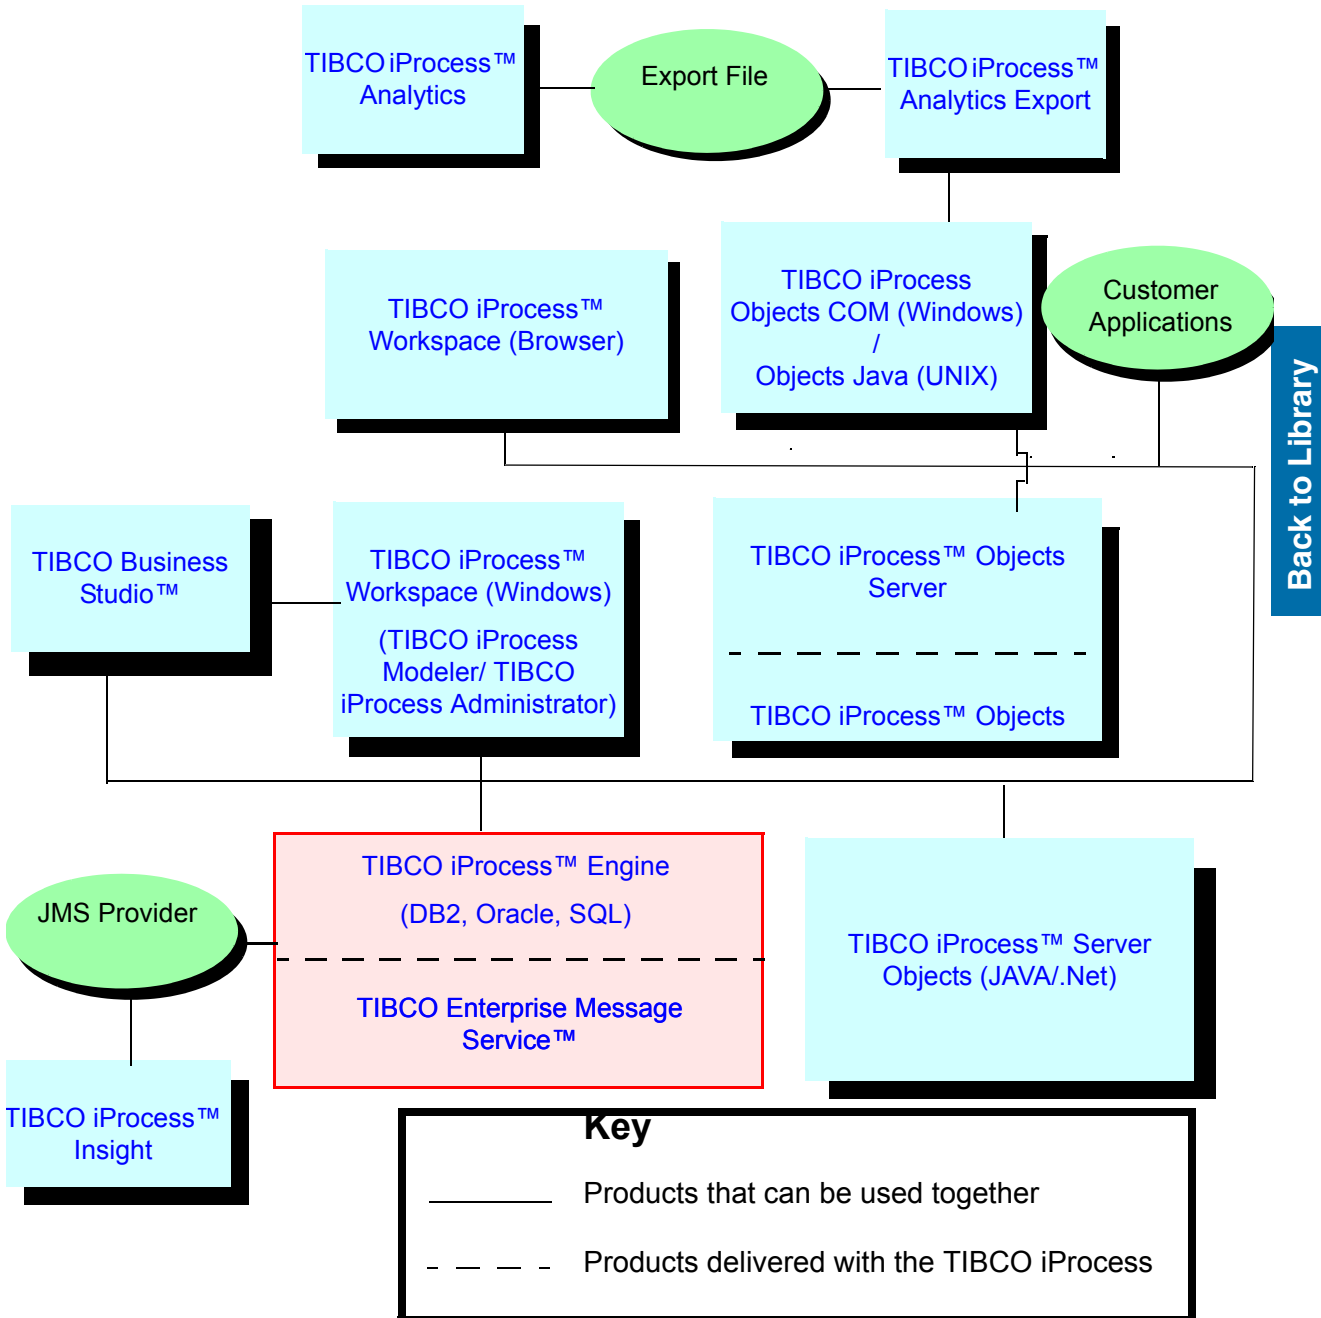 TIBCO iProcess™
Analytics
Export File
TIBCO iProcess™
Analytics Export
TIBCO iProcess™
Workspace (Browser)
TIBCO iProcess
Objects COM (Windows)
/
Objects Java (UNIX)
Customer
Applications
Back to Library
TIBCO Business
Studio™
TIBCO iProcess™
Workspace (Windows)
(TIBCO iProcess
Modeler/ TIBCO
iProcess Administrator)
TIBCO iProcess™ Objects
Server
TIBCO iProcess™ Objects
JMS Provider
TIBCO iProcess™ Engine
(DB2, Oracle, SQL)
TIBCO Enterprise Message
Service™
TIBCO iProcess™ Server
Objects (JAVA/.Net)
TIBCO iProcess™
Insight
Key
Products that can be used together
Products delivered with the TIBCO iProcess